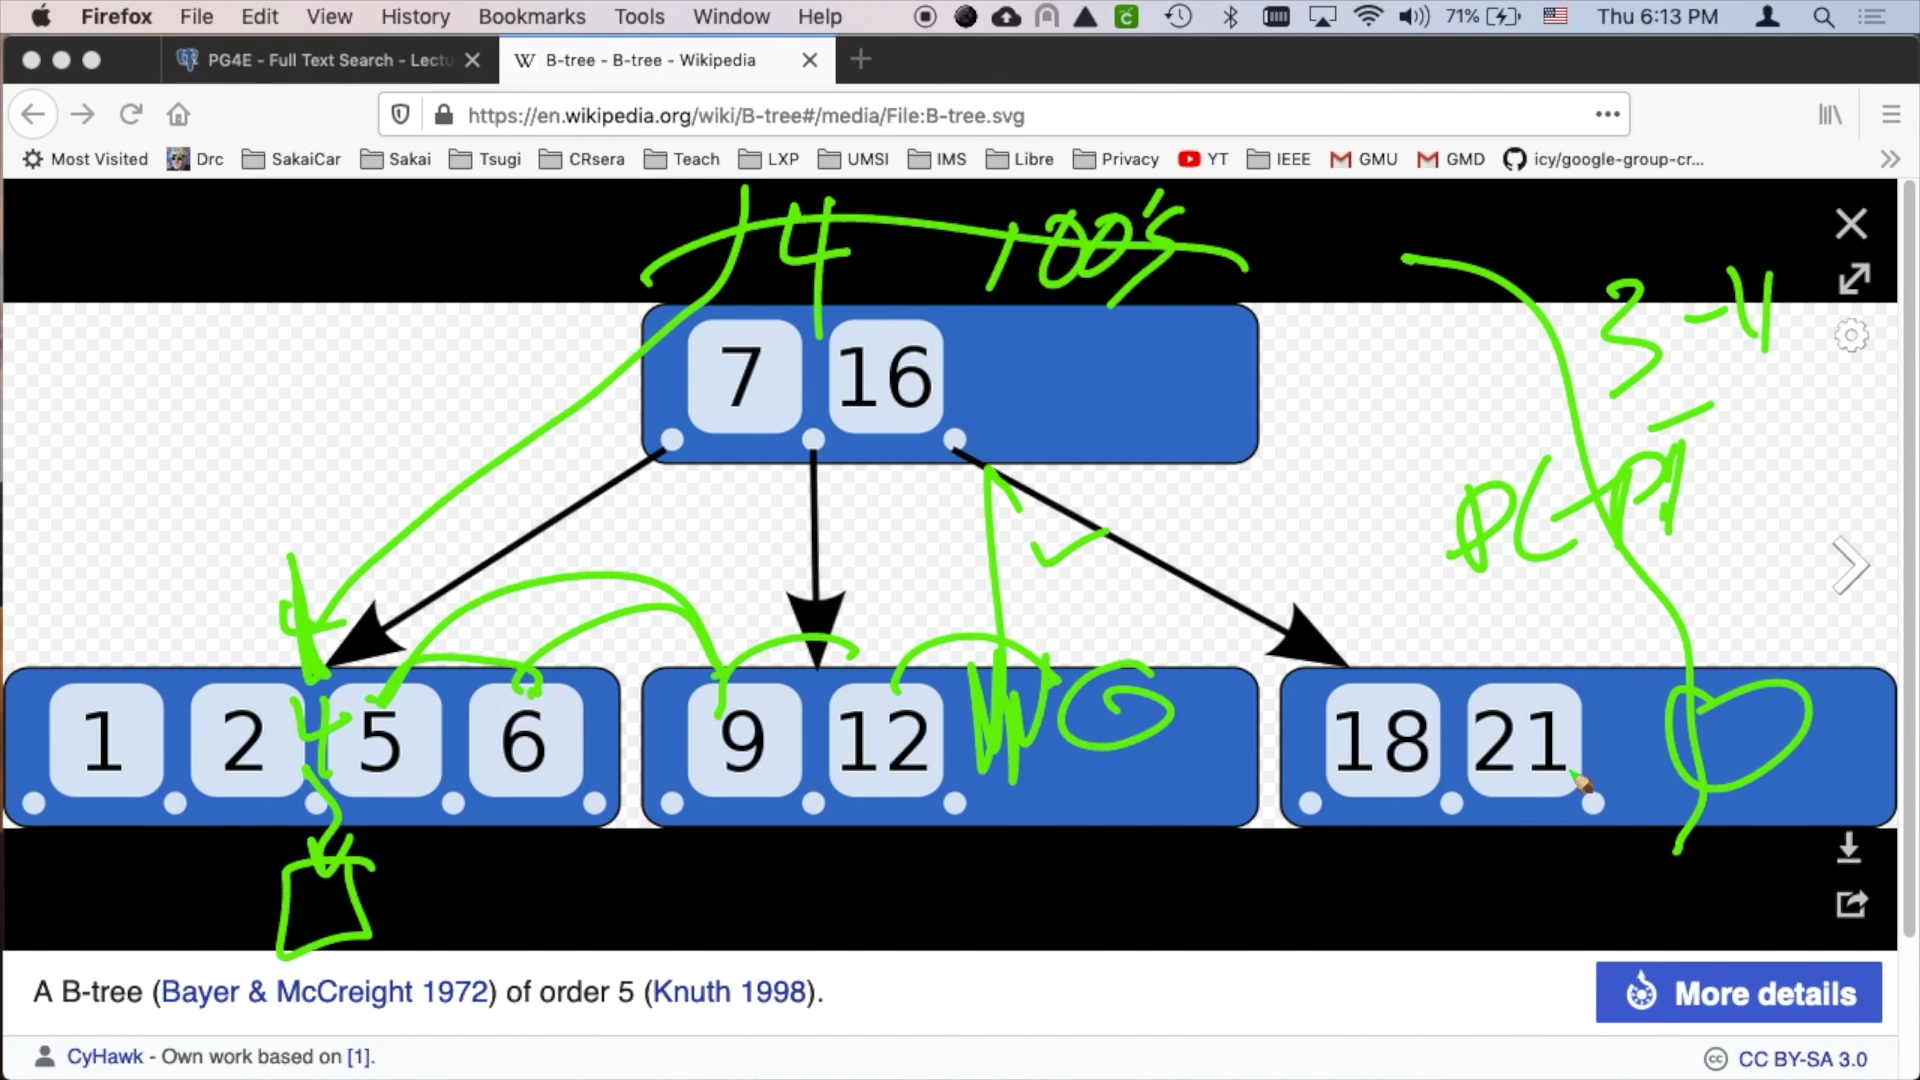 Firefox File Edit View History Bookmarks Tools Window Help 71% Thu 6:13 PM
PG4E - Full Text Search - Lectu
W B-tree - B-tree - Wikipedia
https://en.wikipedia.org/wiki/B-tree#/media/File:B-tree.svg
Most Visited Drc SakaiCar Sakai Tsugi CRsera Teach LXP UMSI IMS Libre Privacy YT IEEE GMU GMD icy/google-group-cr...
4 100's
3-4
7 16
1 2 4 5 6 9 12 18 21
A B-tree (Bayer & McCreight 1972) of order 5 (Knuth 1998).
More details
CyHawk - Own work based on [1].
cc CC BY-SA 3.0